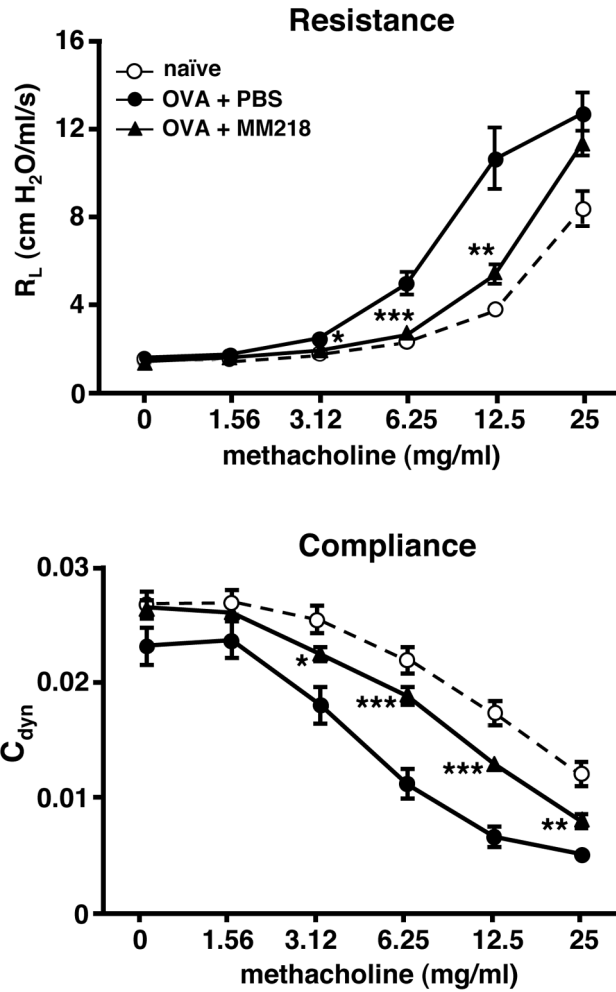 Resistance
16
12
8
4
0
R_L (cm H₂O/ml/s)
naïve
OVA + PBS
OVA + MM218
*
***
**
0 1.56 3.12 6.25 12.5 25
methacholine (mg/ml)
Compliance
0.03
0.02
0.01
0
C_dyn
*
***
***
**
0 1.56 3.12 6.25 12.5 25
methacholine (mg/ml)